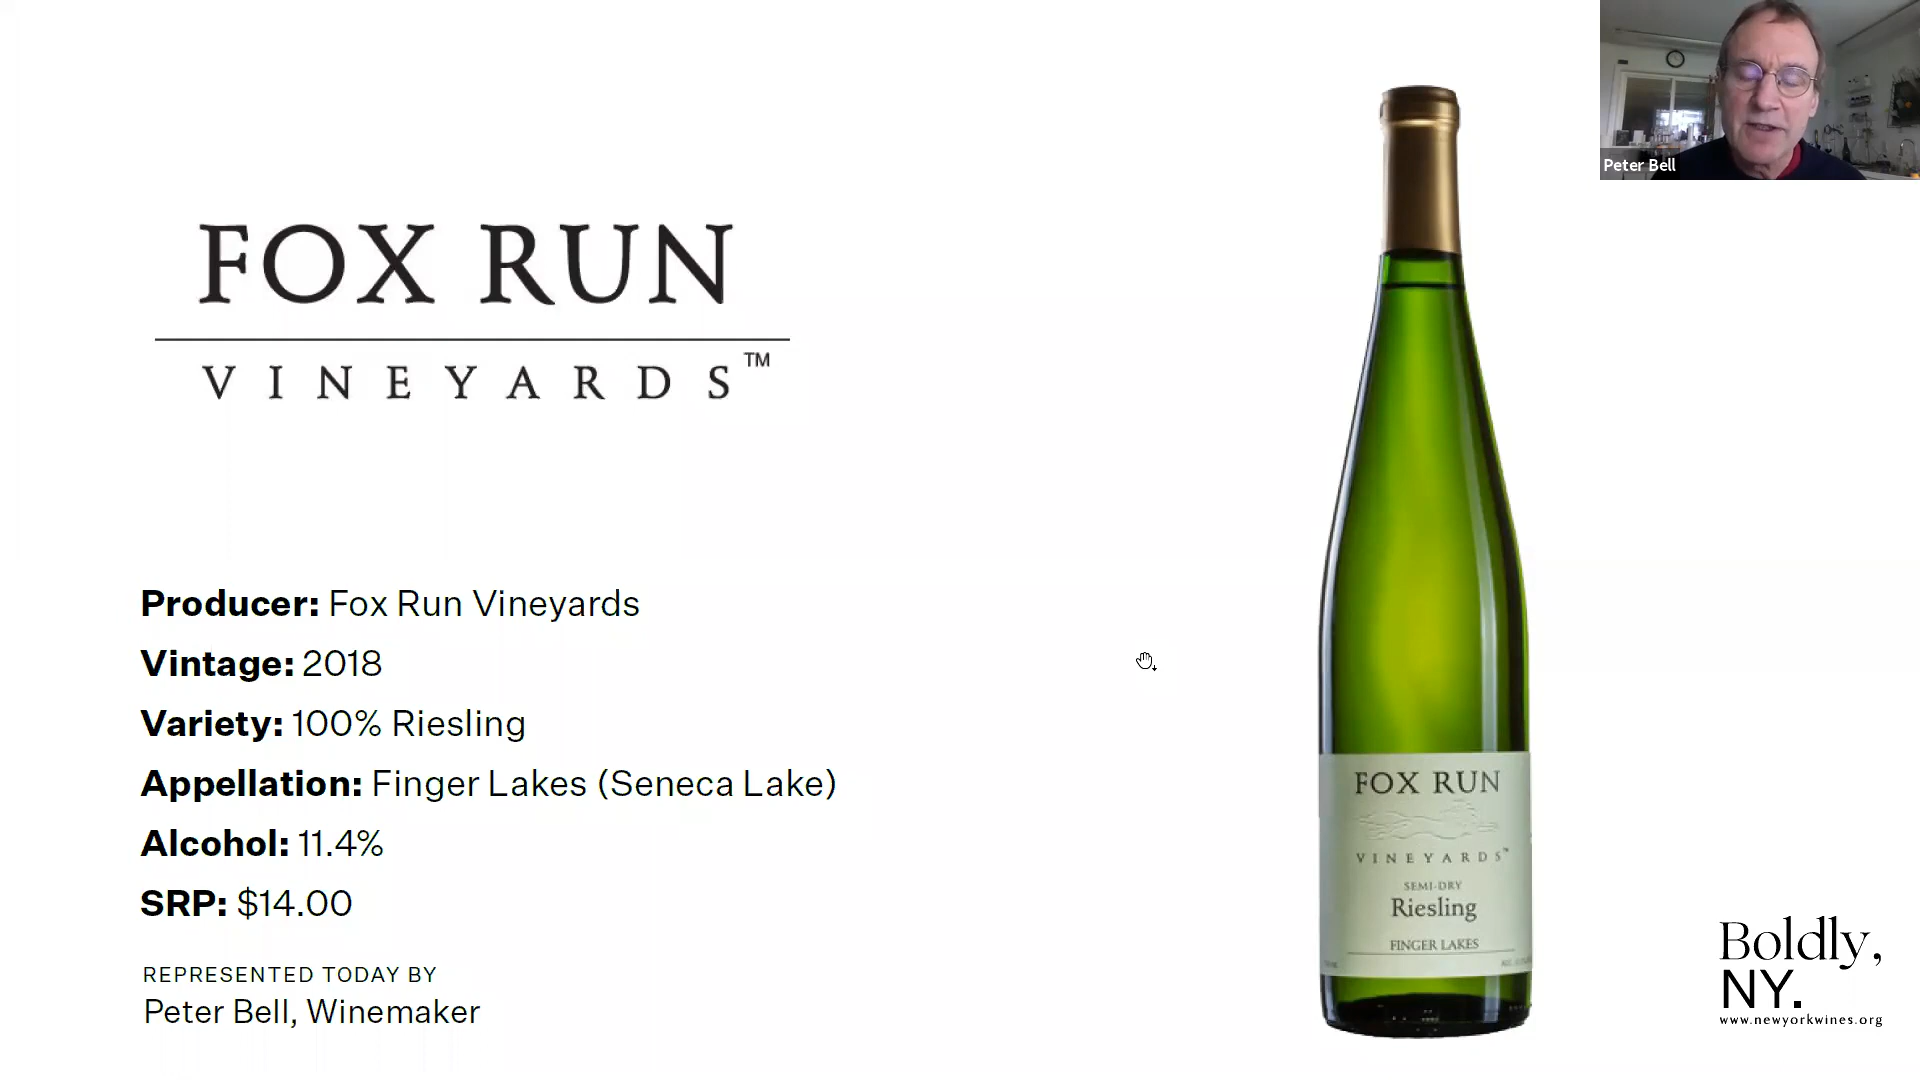 Peter Bell
FOX RUN
VINEYARDS™
Producer: Fox Run Vineyards
Vintage: 2018
Variety: 100% Riesling
Appellation: Finger Lakes (Seneca Lake)
Alcohol: 11.4%
SRP: $14.00
REPRESENTED TODAY BY
Peter Bell, Winemaker
FOX RUN
VINEYARDS™
SEMI-DRY
Riesling
FINGER LAKES
Boldly,
NY.
www.newyorkwines.org